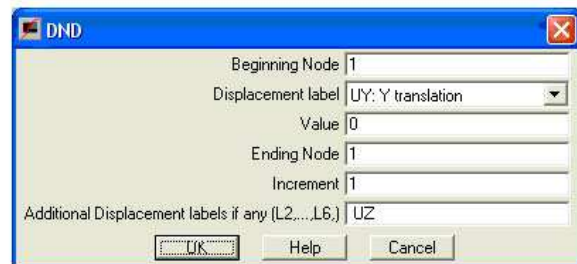 DND
Beginning Node 1
Displacement label UY: Y translation
Value 0
Ending Node 1
Increment 1
Additional Displacement labels if any (L2,...,L6,) UZ
OK Help Cancel